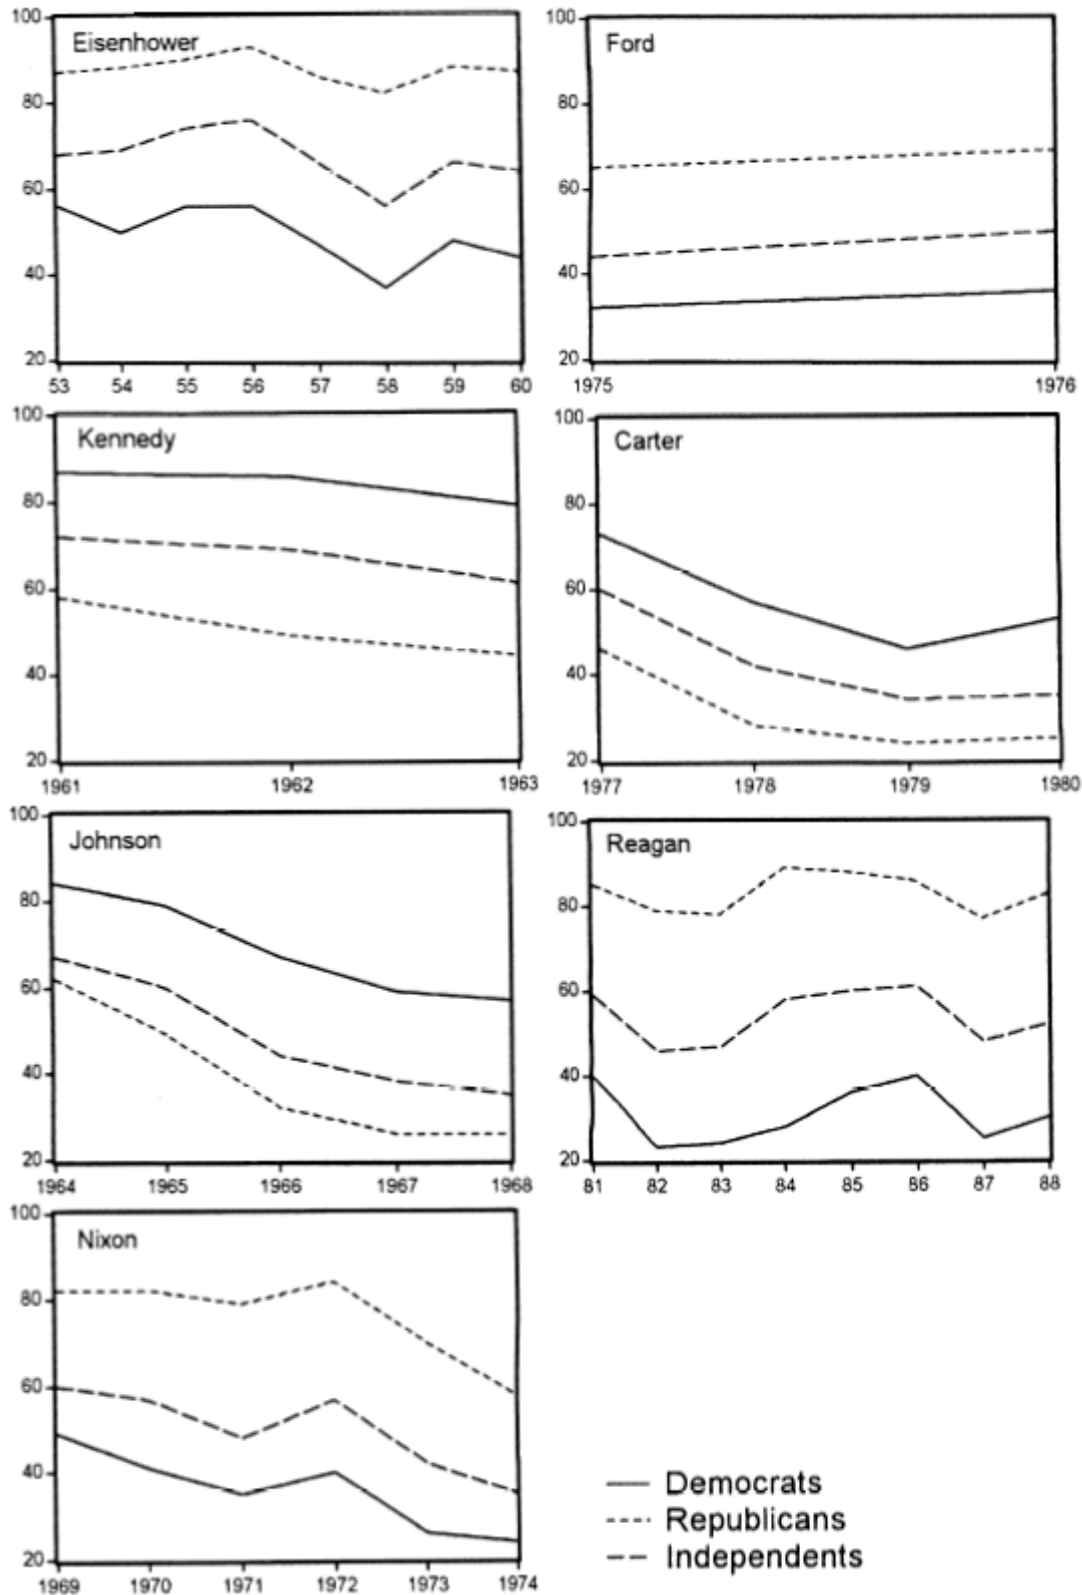 Eisenhower
100
80
60
40
20
53 54 55 56 57 58 59 60
Ford
100
80
60
40
20
1975 1976
Kennedy
100
80
60
40
20
1961 1962 1963
Carter
100
80
60
40
20
1977 1978 1979 1980
Johnson
100
80
60
40
20
1964 1965 1966 1967 1968
Reagan
100
80
60
40
20
81 82 83 84 85 86 87 88
Nixon
100
80
60
40
20
1969 1970 1971 1972 1973 1974
Democrats
Republicans
Independents